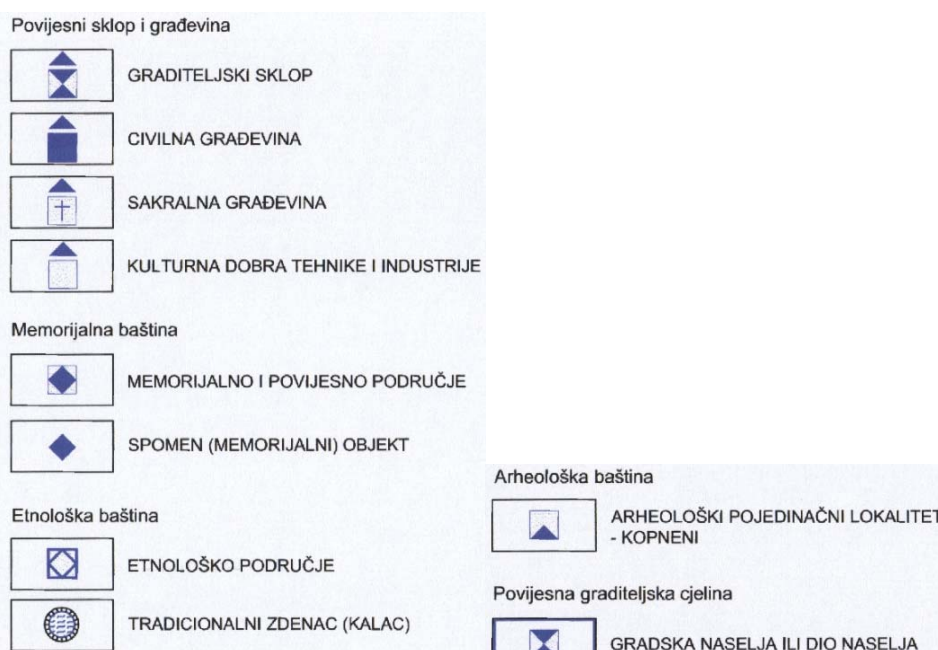 Povijesni sklop i građevina
GRADITELJSKI SKLOP
CIVILNA GRAĐEVINA
SAKRALNA GRAĐEVINA
KULTURNA DOBRA TEHNIKE I INDUSTRIJE
Memorijalna baština
MEMORIJALNO I POVIJESNO PODRUČJE
SPOMEN (MEMORIJALNI) OBJEKT
Etnološka baština
ETNOLOŠKO PODRUČJE
TRADICIONALNI ZDENAC (KALAC)
Arheološka baština
ARHEOLOŠKI POJEDINAČNI LOKALITET
- KOPNENI
Povijesna graditeljska cjelina
GRADSKA NASELJA ILI DIO NASELJA